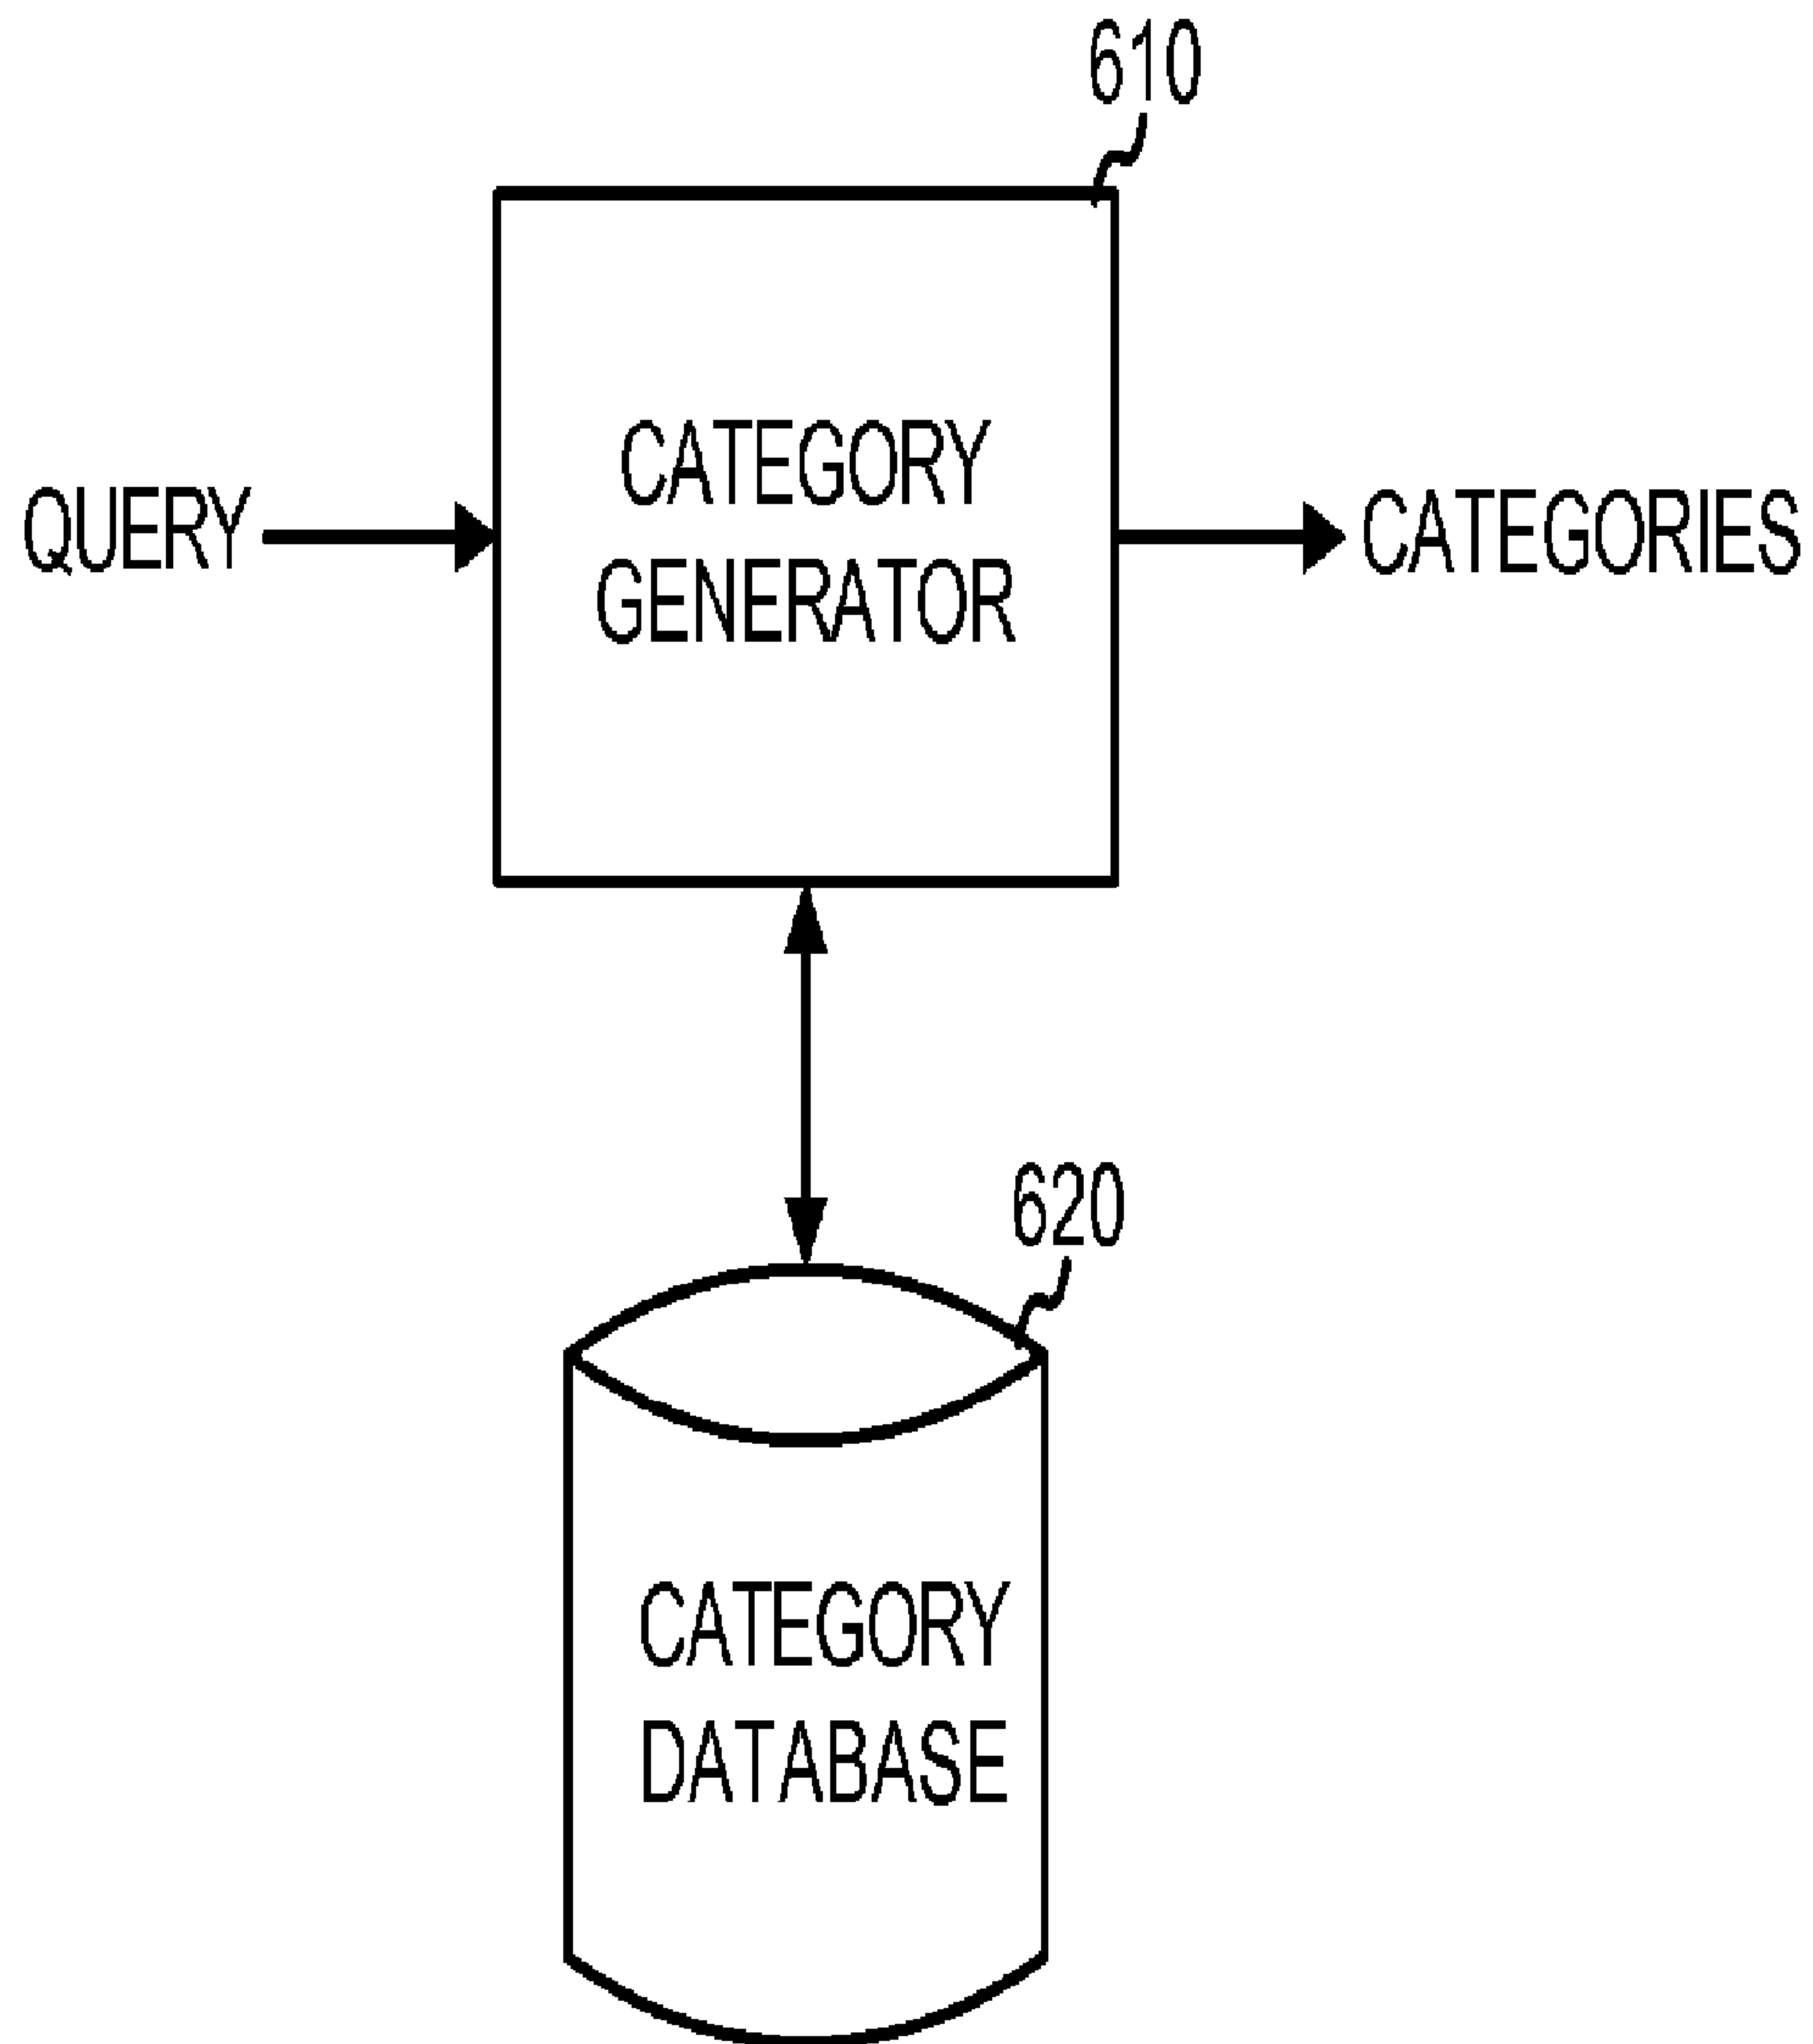 610
CATEGORY
GENERATOR
QUERY
CATEGORIES
620
CATEGORY
DATABASE